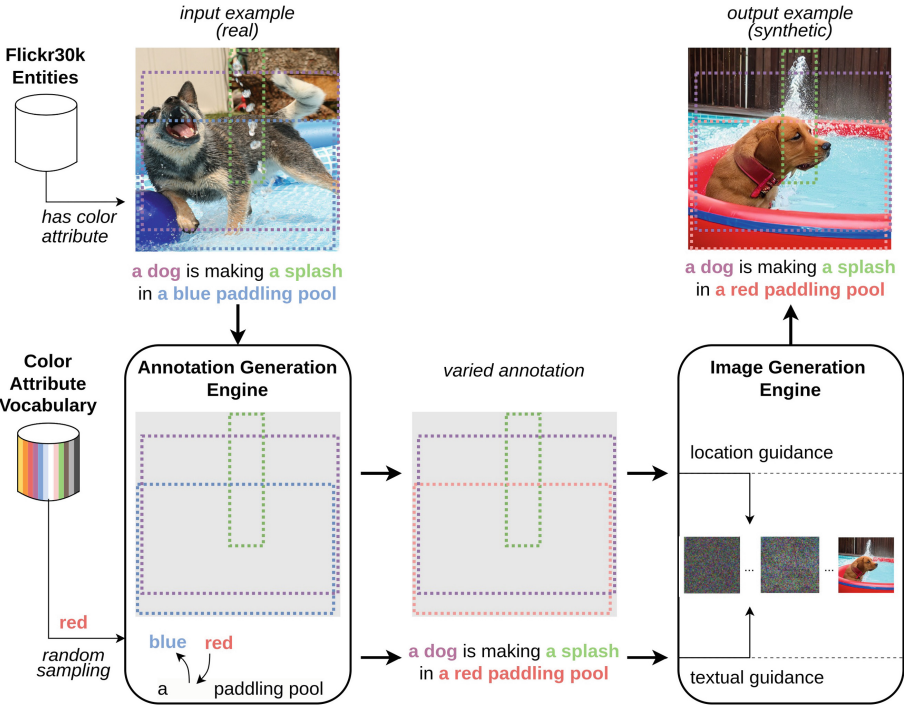 input example
(real)
output example
(synthetic)
Flickr30k
Entities
has color
attribute
a dog is making a splash
in a blue paddling pool
a dog is making a splash
in a red paddling pool
Color
Attribute
Vocabulary
Annotation Generation
Engine
varied annotation
Image Generation
Engine
location guidance
... ...
red
random
sampling
blue red
a paddling pool
a dog is making a splash
in a red paddling pool
textual guidance